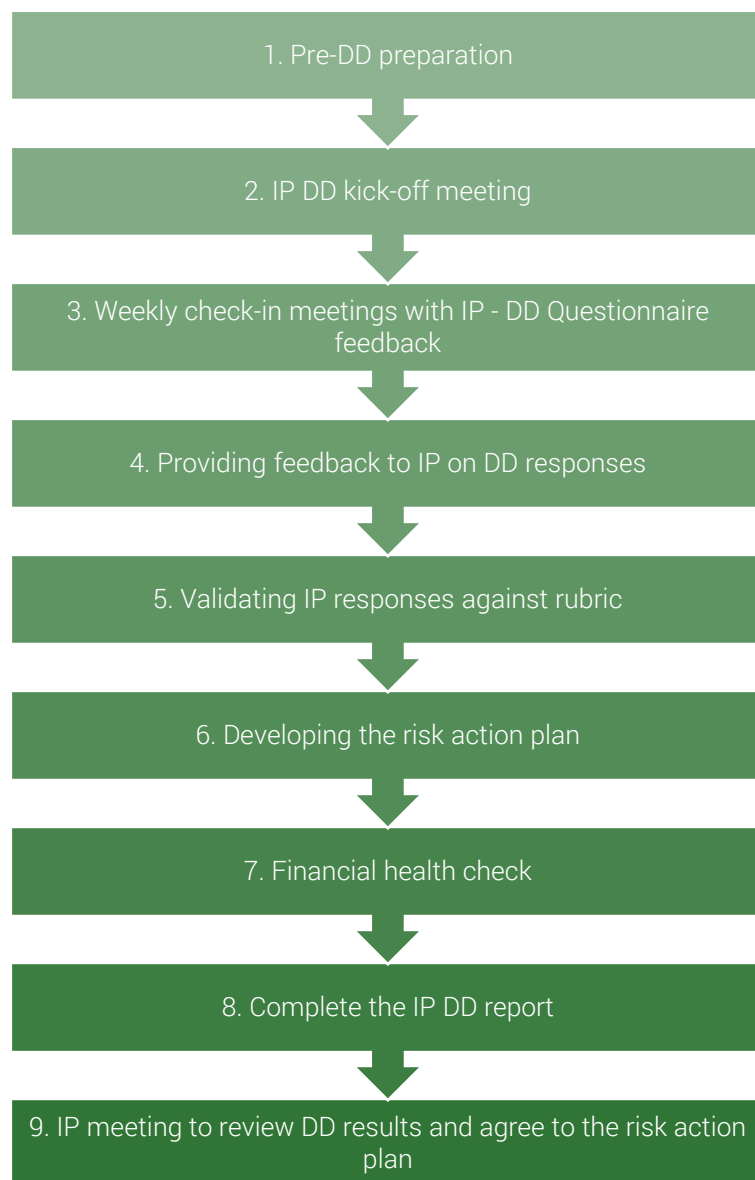 1. Pre-DD preparation
2. IP DD kick-off meeting
3. Weekly check-in meetings with IP - DD Questionnaire
feedback
4. Providing feedback to IP on DD responses
5. Validating IP responses against rubric
6. Developing the risk action plan
7. Financial health check
8. Complete the IP DD report
9. IP meeting to review DD results and agree to the risk action
plan